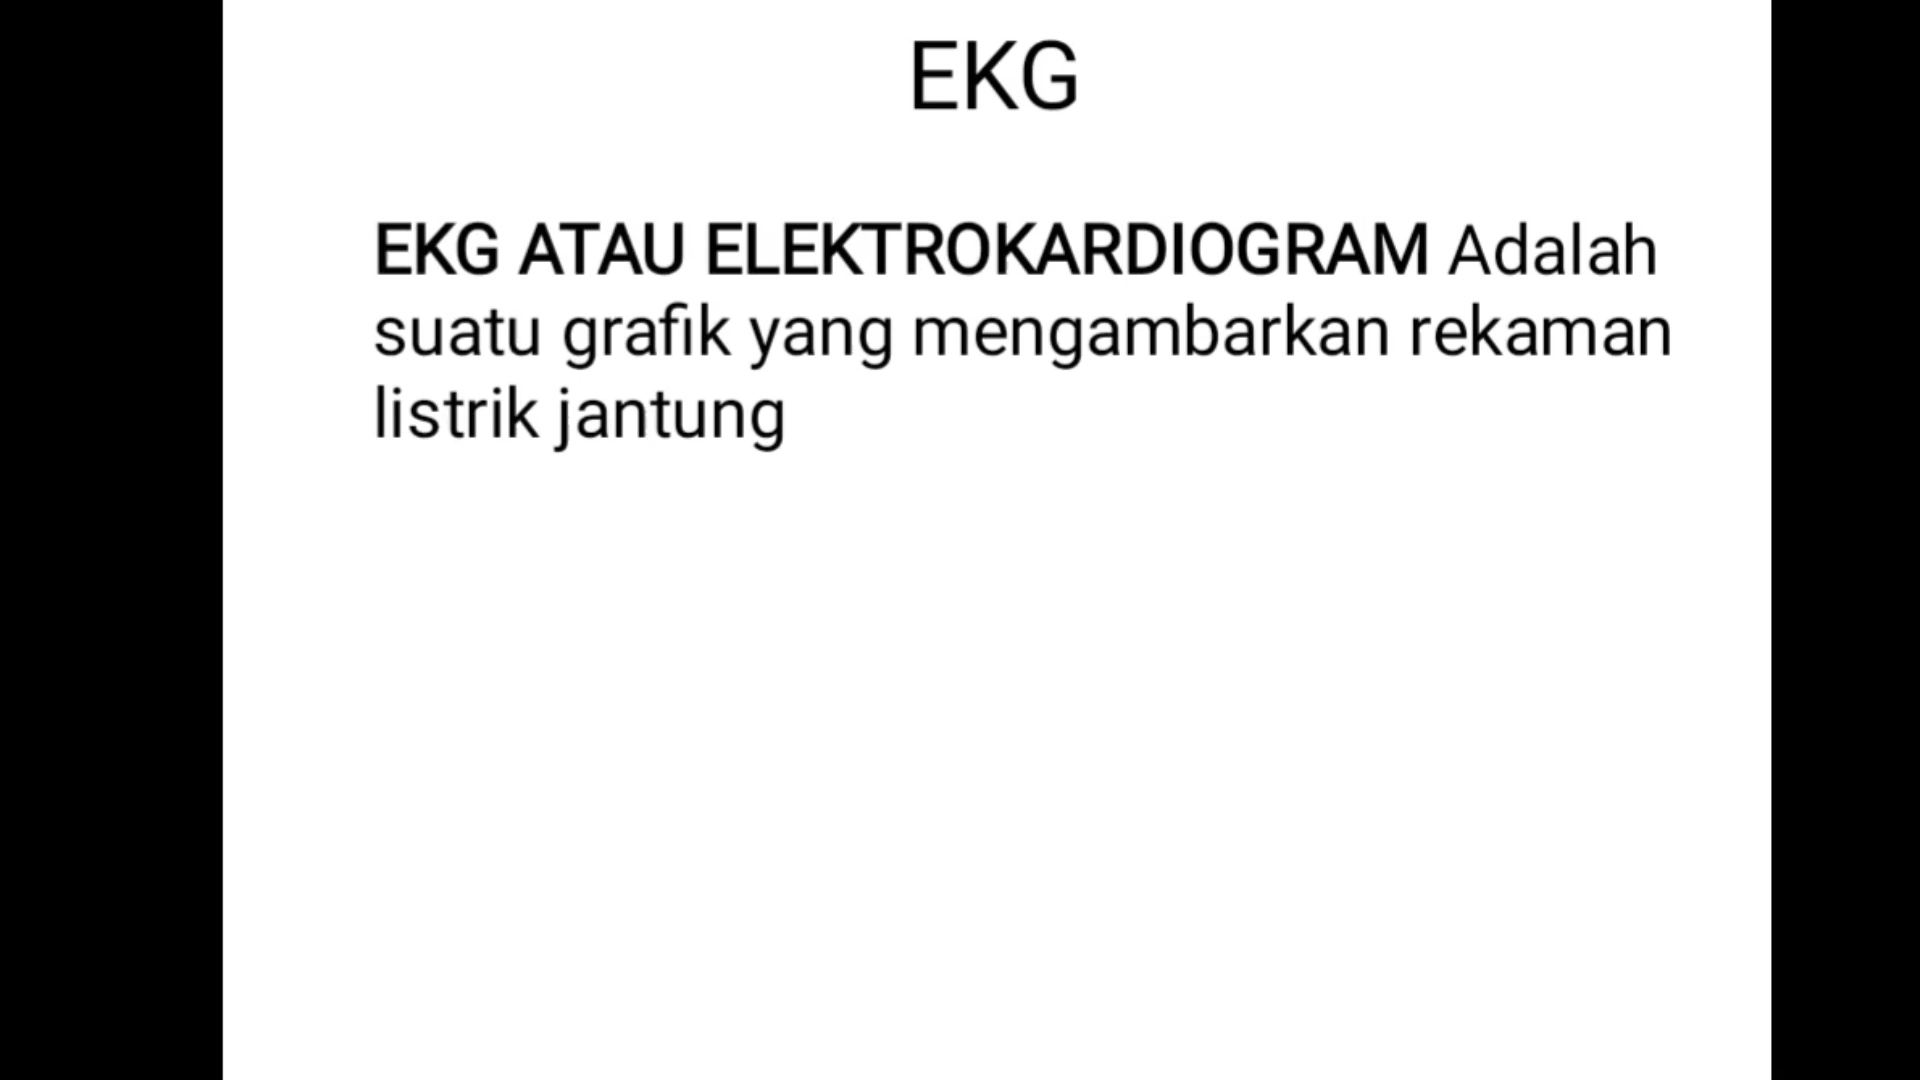 EKG
EKG ATAU ELEKTROKARDIOGRAM Adalah
suatu grafik yang mengambarkan rekaman
listrik jantung